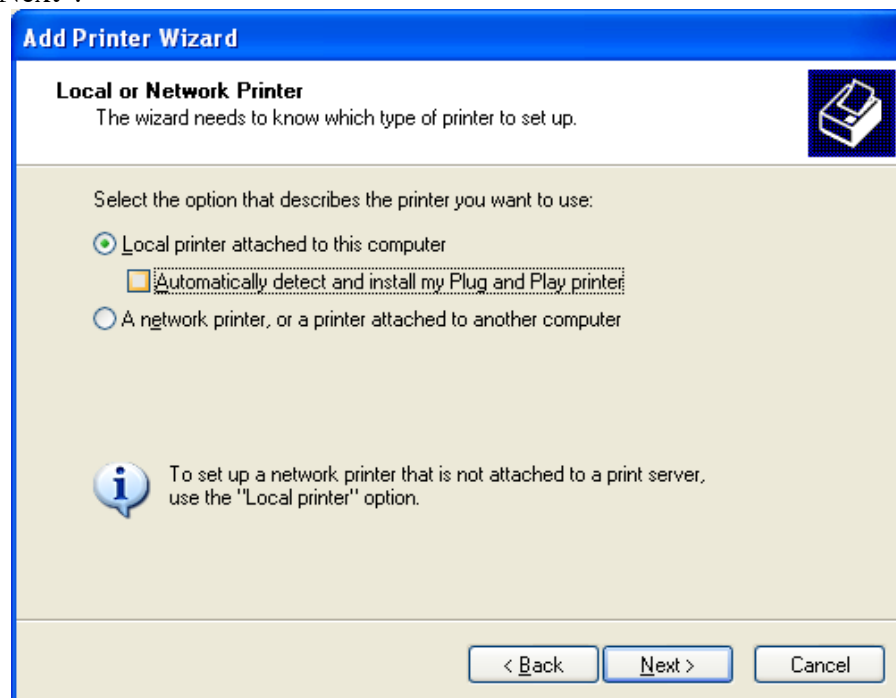 Next".
Add Printer Wizard
Local or Network Printer
The wizard needs to know which type of printer to set up.
Select the option that describes the printer you want to use:
Local printer attached to this computer
Automatically detect and install my Plug and Play printer
A network printer, or a printer attached to another computer
To set up a network printer that is not attached to a print server,
use the "Local printer" option.
< Back Next > Cancel